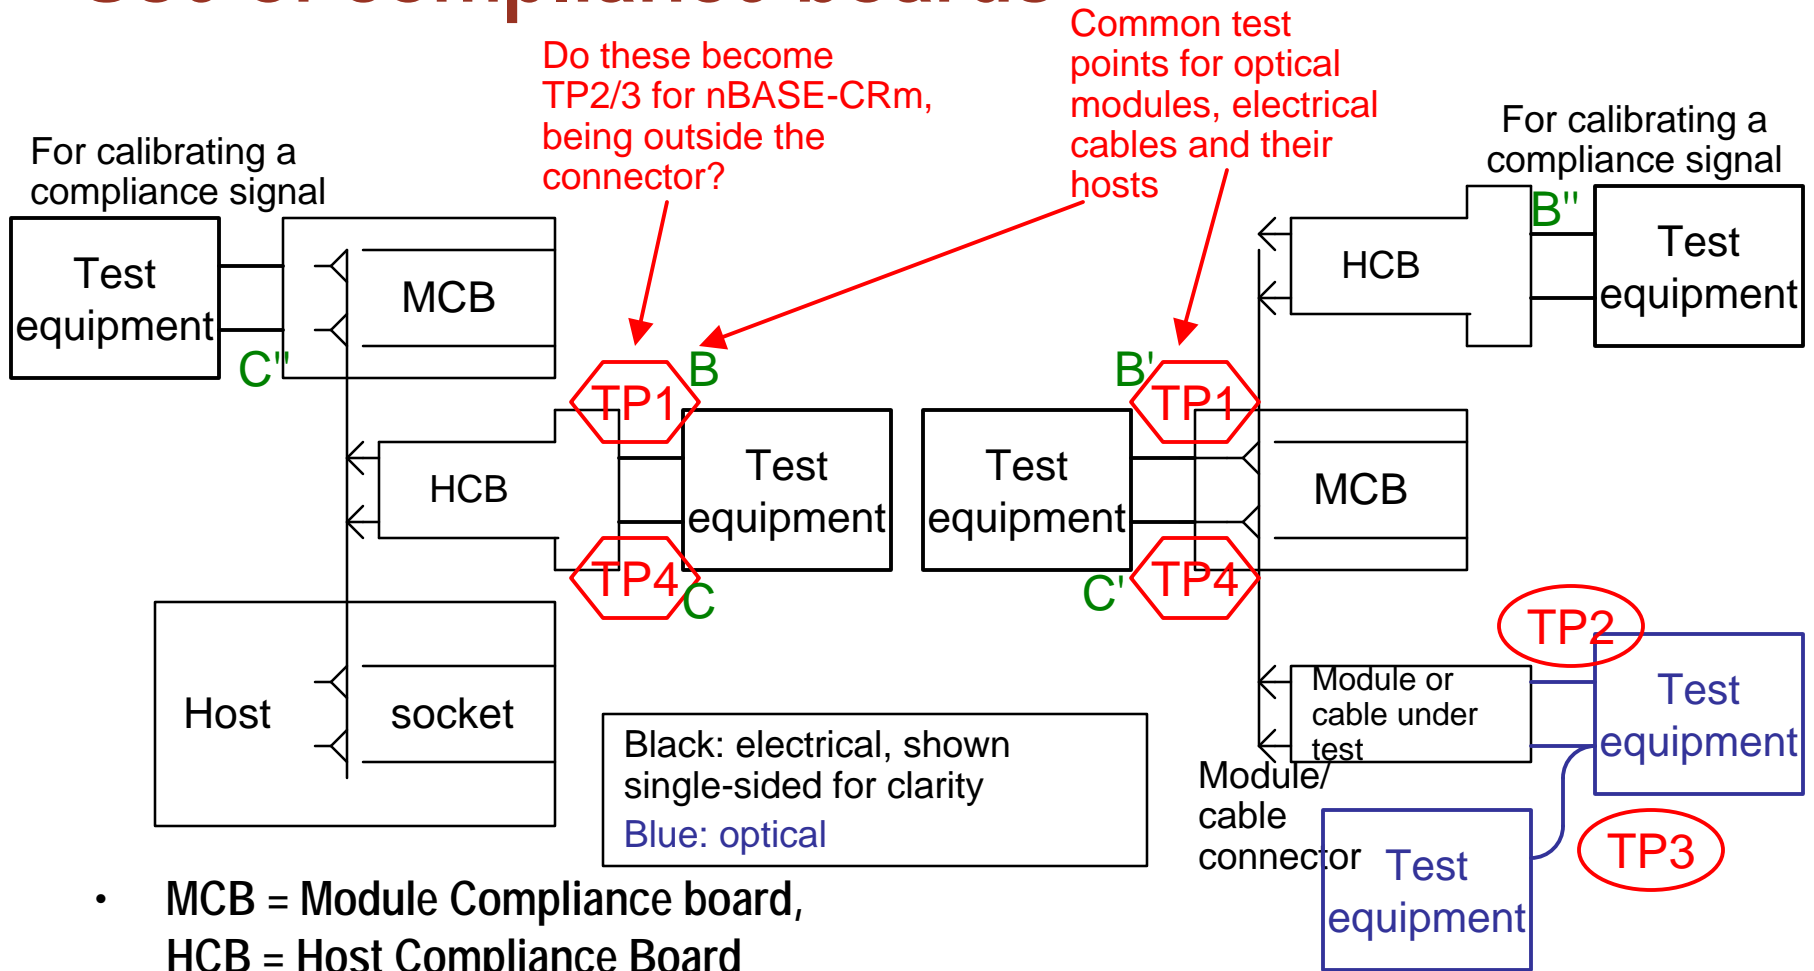 Set of compliance boards
Common test
points for optical
modules, electrical
cables and their
hosts
Do these become
TP2/3 for nBASE-CRm,
being outside the
connector?
For calibrating a
compliance signal
For calibrating a
compliance signal
Test
equipment
C"
MCB
HCB
B"
Test
equipment
TP1
B
B'
TP1
HCB
Test
equipment
Test
equipment
MCB
TP4
C
C'
TP4
Host
socket
Black: electrical, shown
single-sided for clarity
Blue: optical
TP2
Module or
cable under
test
Test
equipment
Module/
cable
connector
TP3
Test
equipment
• MCB = Module Compliance board,
HCB = Host Compliance Board